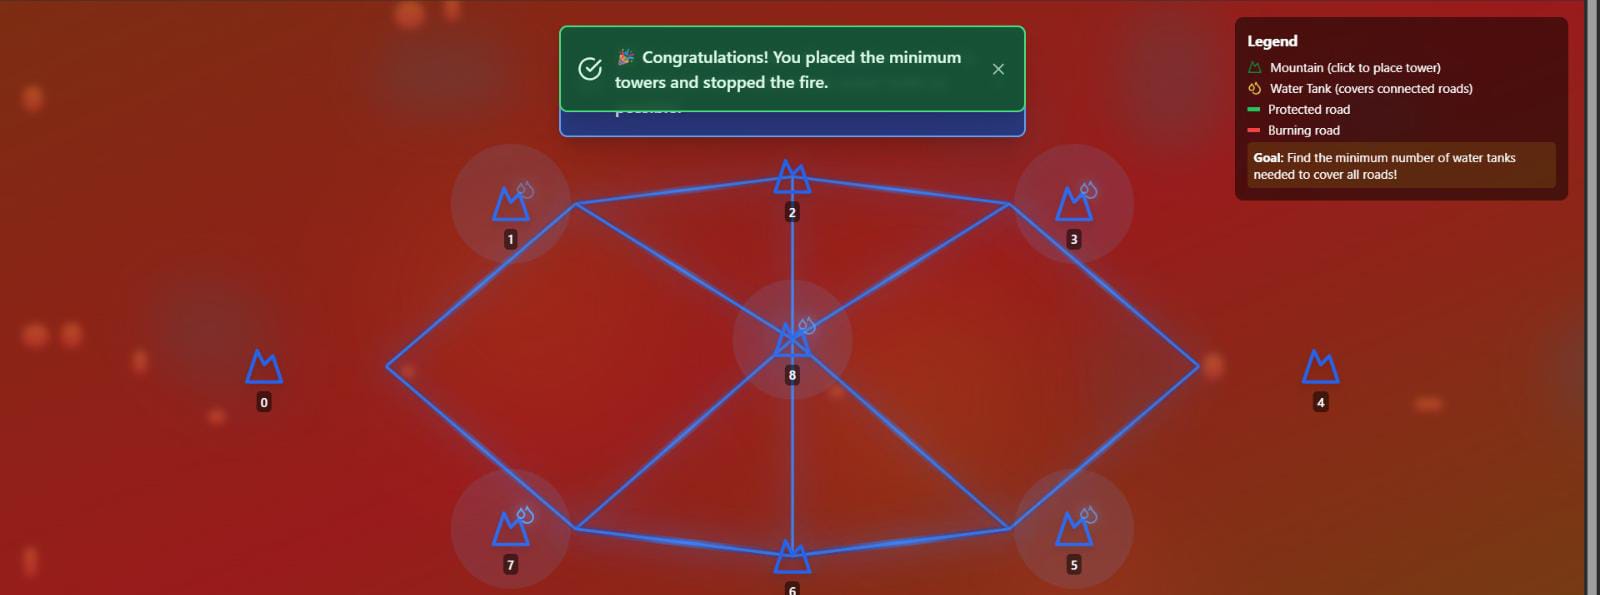 🎉 Congratulations! You placed the minimum
towers and stopped the fire.
possible.
Legend
Mountain (click to place tower)
Water Tank (covers connected roads)
Protected road
Burning road
Goal: Find the minimum number of water tanks
needed to cover all roads!
1
2
3
8
0
4
7
5
6